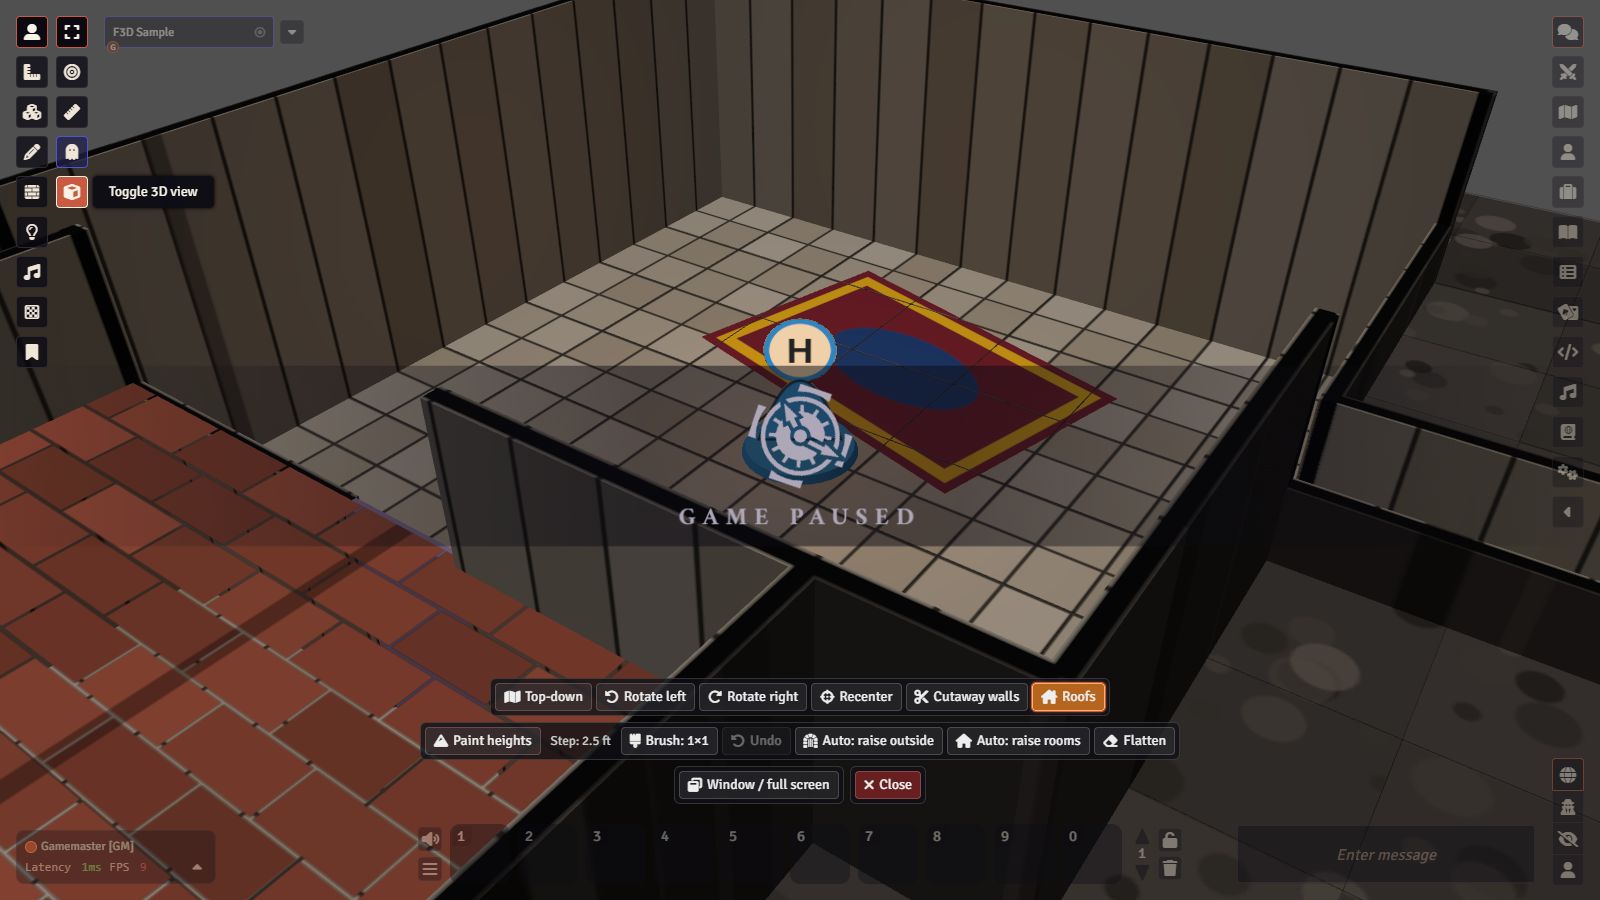 F3D Sample
G
Toggle 3D view
H
GAME PAUSED
Top-down
Rotate left
Rotate right
Recenter
Cutaway walls
Roofs
Paint heights
Step: 2.5 ft
Brush: 1×1
Undo
Auto: raise outside
Auto: raise rooms
Flatten
Window / full screen
Close
1 2 3 4 5 6 7 8 9 0
1
Gamemaster [GM]
Latency 1ms FPS 9
Enter message